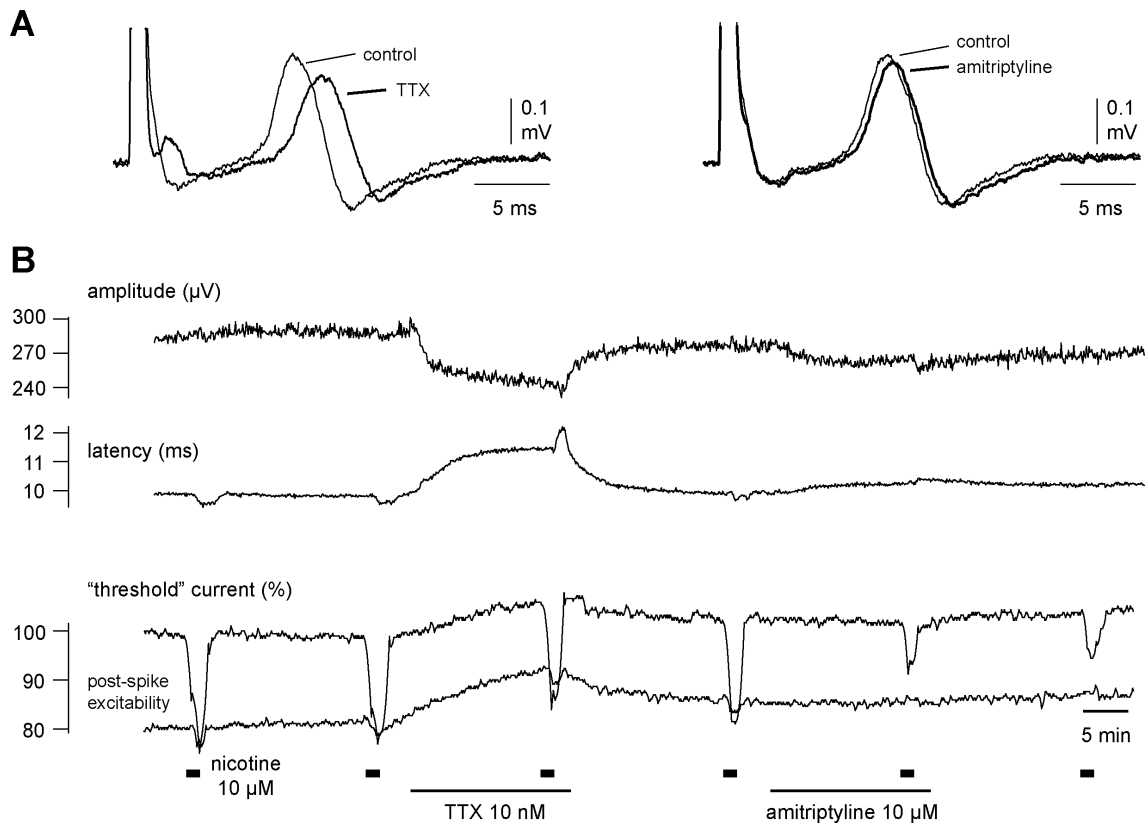 A
control
TTX
0.1
mV
5 ms
control
amitriptyline
0.1
mV
5 ms
B
amplitude (µV)
300
270
240
latency (ms)
12
11
10
“threshold” current (%)
100
90
80
post-spike
excitability
5 min
nicotine
10 µM
TTX 10 nM
amitriptyline 10 µM